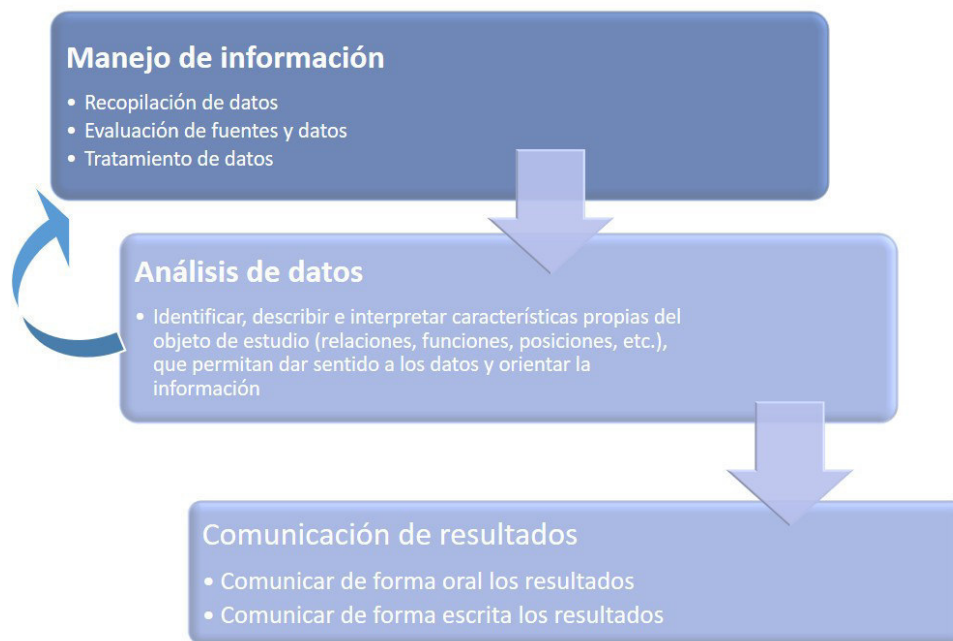 Manejo de información
• Recopilación de datos
• Evaluación de fuentes y datos
• Tratamiento de datos
Análisis de datos
• Identificar, describir e interpretar características propias del
objeto de estudio (relaciones, funciones, posiciones, etc.),
que permitan dar sentido a los datos y orientar la
información
Comunicación de resultados
• Comunicar de forma oral los resultados
• Comunicar de forma escrita los resultados